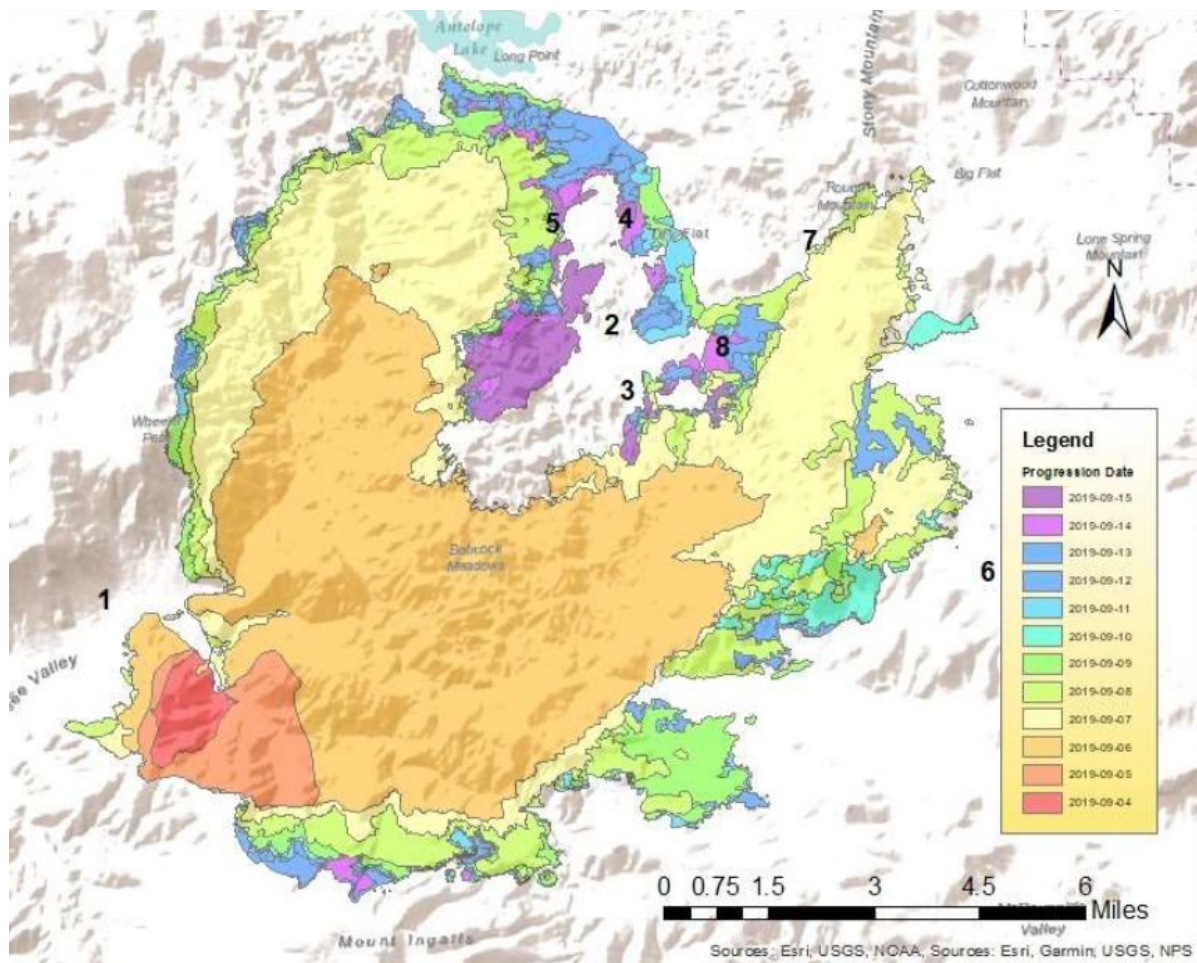 Antelope
Lake
Long Point
Stony Mountain
Cottonwood
Mountain
Big Flat
Lone Spring
Mountain
N
5
4
Flat
7
2
8
3
Babcock
Meadows
1
6
Legend
Progression Date
2019-09-15
2019-09-14
2019-09-13
2019-09-12
2019-09-11
2019-09-10
2019-09-09
2019-09-08
2019-09-07
2019-09-06
2019-09-05
2019-09-04
ee Valley
0 0.75 1.5 3 4.5 6
Miles
Valley
Mount Ingalls
Sources: Esri, USGS, NOAA, Sources: Esri, Garmin, USGS, NPS